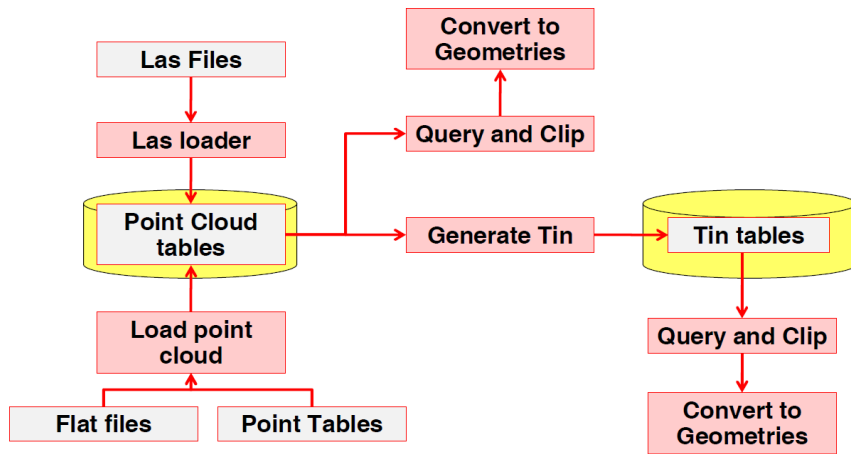 Convert to
Geometries
Las Files
Las loader
Query and Clip
Point Cloud
tables
Generate Tin
Tin tables
Load point
cloud
Query and Clip
Flat files
Point Tables
Convert to
Geometries